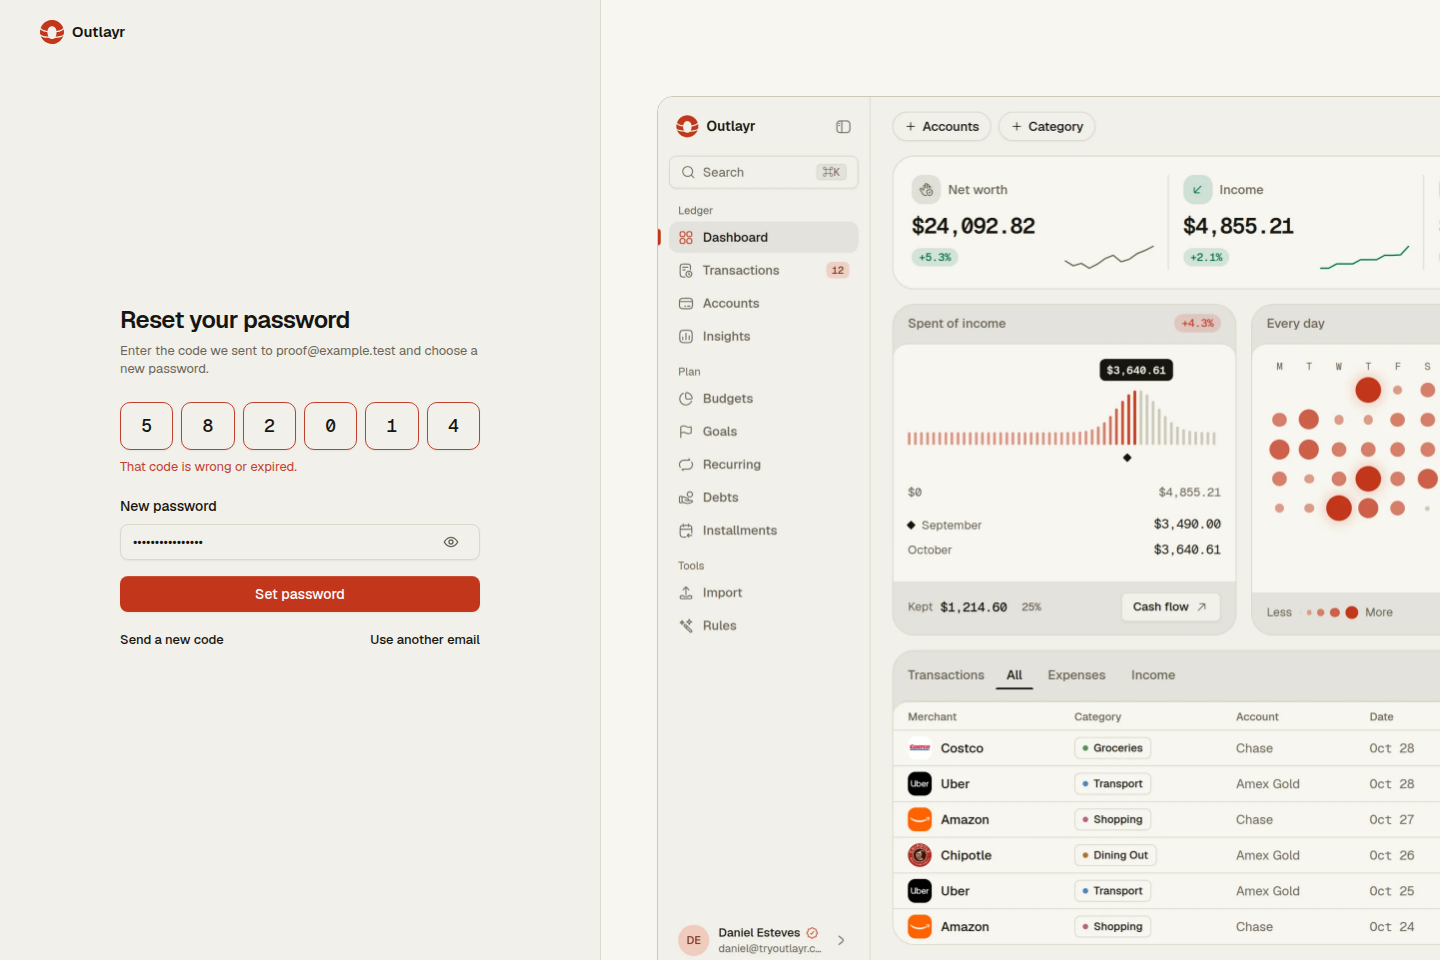 Outlayr
Reset your password
Enter the code we sent to proof@example.test and choose a
new password.
5 8 2 0 1 4
That code is wrong or expired.
New password
••••••••••••••••
Set password
Send a new code Use another email
Outlayr
Search ⌘K
Ledger
Dashboard
Transactions 12
Accounts
Insights
Plan
Budgets
Goals
Recurring
Debts
Installments
Tools
Import
Rules
DE Daniel Esteves
daniel@tryoutlayr.c...
+ Accounts + Category
Net worth
$24,092.82
+5.3%
Income
$4,855.21
+2.1%
Spent of income +4.3%
$3,640.61
$0 $4,855.21
September $3,490.00
October $3,640.61
Kept $1,214.60 25% Cash flow
Every day
M T W T F S
Less More
Transactions All Expenses Income
Merchant Category Account Date
Costco Groceries Chase Oct 28
Uber Uber Transport Amex Gold Oct 28
Amazon Shopping Chase Oct 27
Chipotle Dining Out Amex Gold Oct 26
Uber Uber Transport Amex Gold Oct 25
Amazon Shopping Chase Oct 24